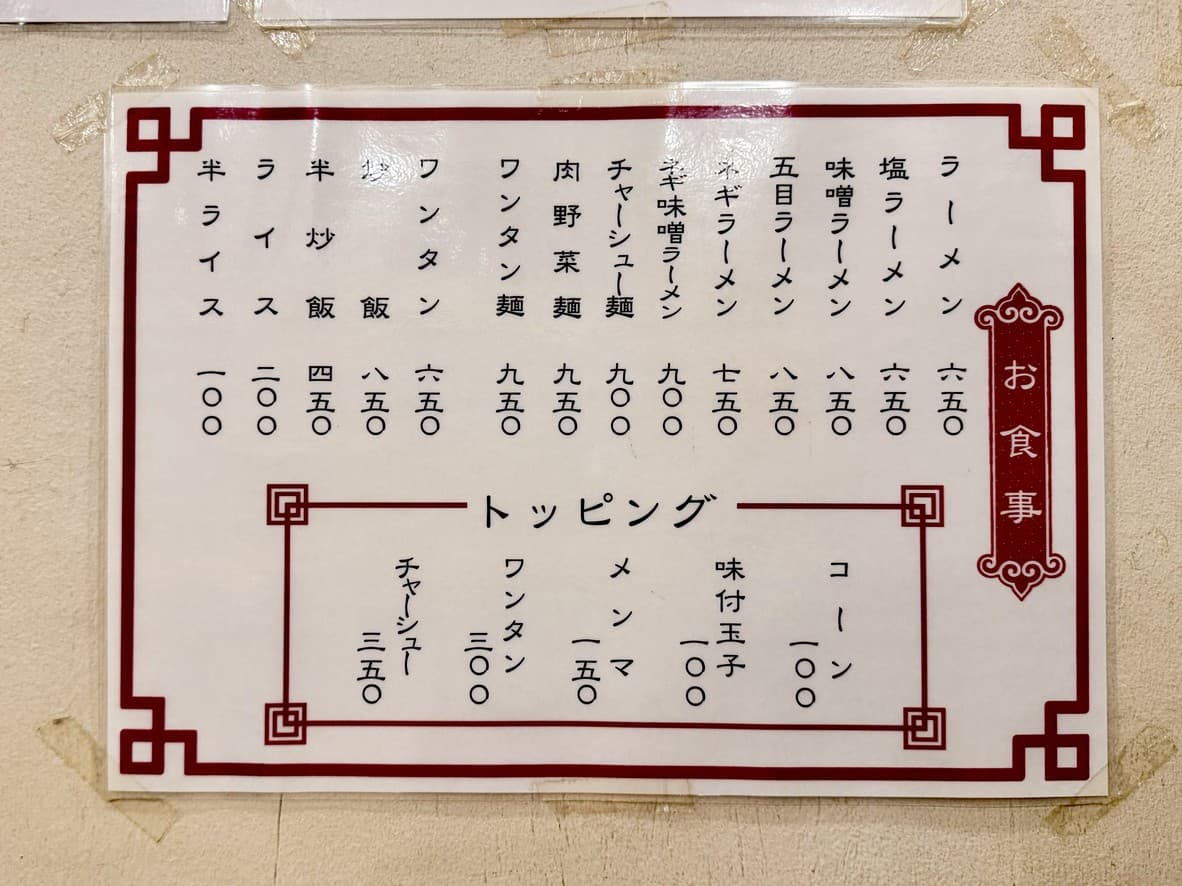 お食事
ラーメン 六五〇
塩ラーメン 六五〇
味噌ラーメン 八五〇
五目ラーメン 八五〇
ネギラーメン 七五〇
ネギ味噌ラーメン 九〇〇
チャーシュー麺 九〇〇
肉野菜麺 九五〇
ワンタン麺 九五〇
ワンタン 六五〇
炒飯 八五〇
半炒飯 四五〇
ライス 二〇〇
半ライス 一〇〇
トッピング
コーン 一〇〇
味付玉子 一〇〇
メンマ 一五〇
ワンタン 三〇〇
チャーシュー 三五〇